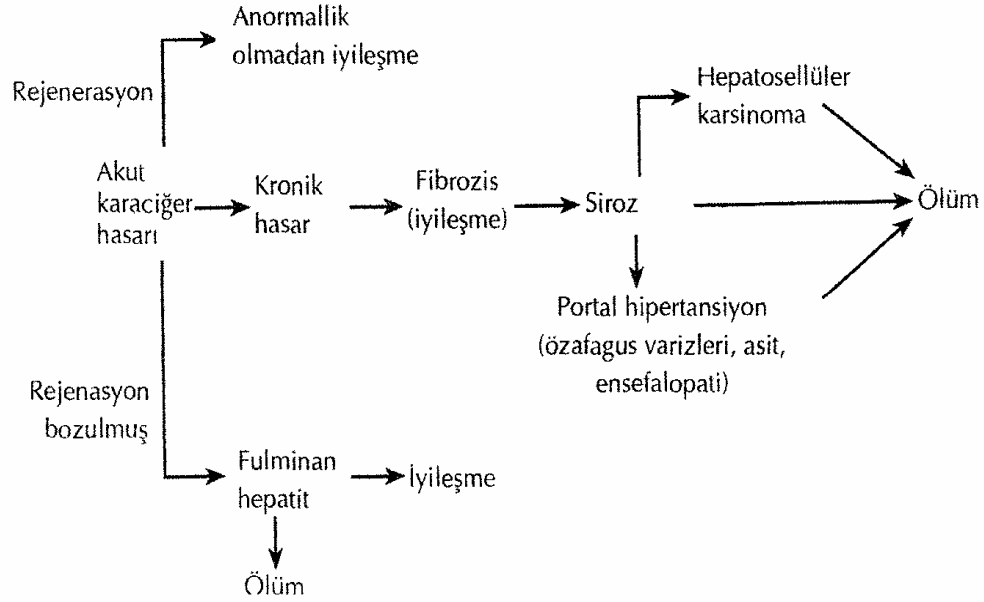 Anormallik
olmadan iyileşme
Rejenerasyon
Hepatosellüler
karsinoma
Akut
karaciğer
hasarı
Kronik
hasar
Fibrozis
(iyileşme)
Siroz
Ölüm
Portal hipertansiyon
(özafagus varizleri, asit,
ensefalopati)
Rejenasyon
bozulmuş
Fulminan
hepatit
İyileşme
Ölüm